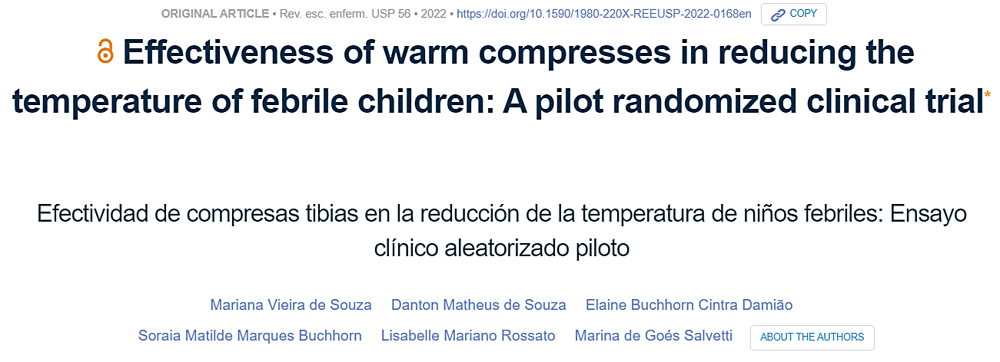 ORIGINAL ARTICLE • Rev. esc. enferm. USP 56 • 2022 • https://doi.org/10.1590/1980-220X-REEUSP-2022-0168en COPY
Effectiveness of warm compresses in reducing the
temperature of febrile children: A pilot randomized clinical trial*
Efectividad de compresas tibias en la reducción de la temperatura de niños febriles: Ensayo
clínico aleatorizado piloto
Mariana Vieira de Souza Danton Matheus de Souza Elaine Buchhorn Cintra Damião
Soraia Matilde Marques Buchhorn Lisabelle Mariano Rossato Marina de Goés Salvetti ABOUT THE AUTHORS